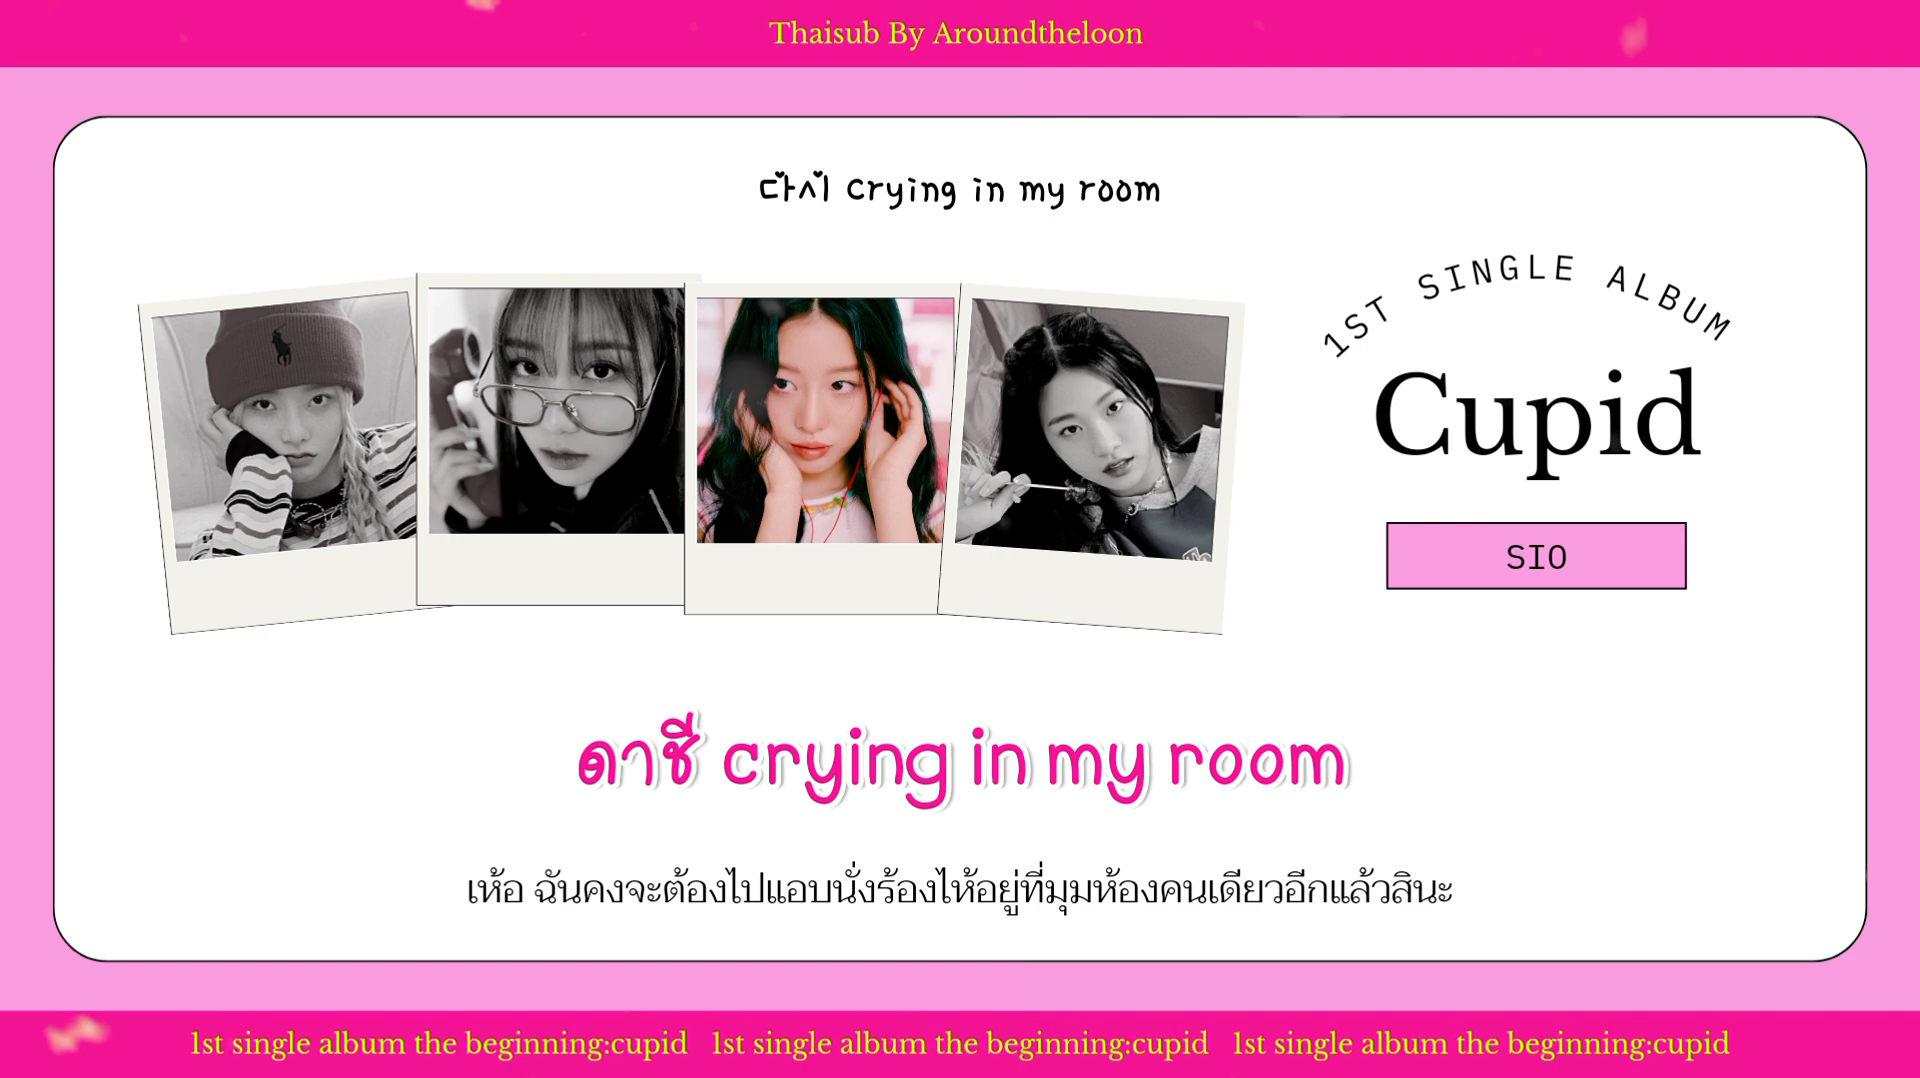 Thaisub By Aroundtheloon
다시 crying in my room
1ST SINGLE ALBUM
Cupid
SIO
ดาชี crying in my room
เห้อ ฉันคงจะต้องไปแอบนั่งร้องไห้อยู่ที่มุมห้องคนเดียวอีกแล้วสินะ
1st single album the beginning:cupid 1st single album the beginning:cupid 1st single album the beginning:cupid